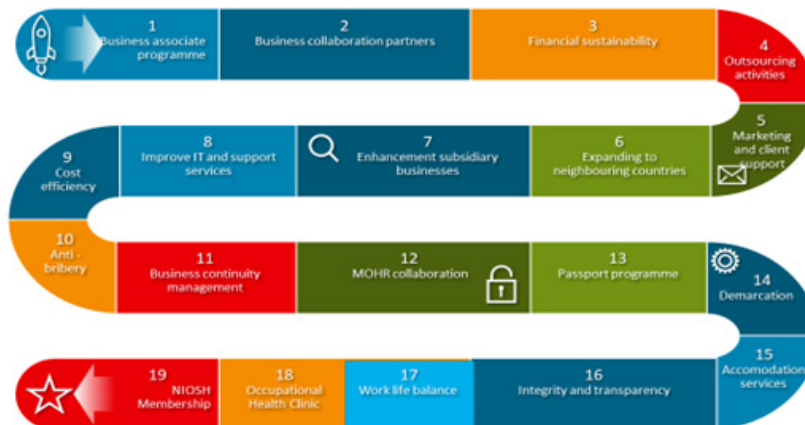 1
Business associate
programme
2
Business collaboration partners
3
Financial sustainability
4
Outsourcing
activities
5
Marketing
and client
support
6
Expanding to
neighbouring countries
7
Enhancement subsidiary
businesses
8
Improve IT and support
services
9
Cost
efficiency
10
Anti -
bribery
11
Business continuity
management
12
MOHR collaboration
13
Passport programme
14
Demarcation
15
Accomodation
services
16
Integrity and transparency
17
Work life balance
18
Occupational
Health Clinic
19
NIOSH
Membership